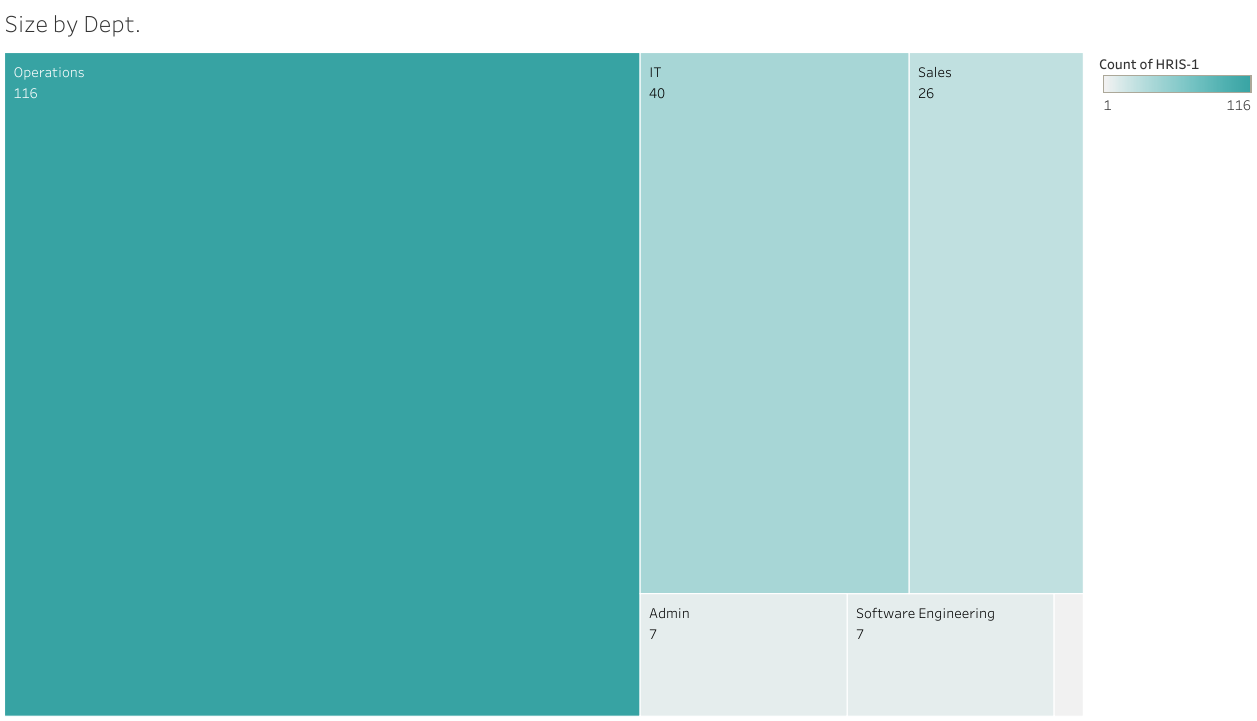 Size by Dept.
Operations
116
IT
40
Sales
26
Admin
7
Software Engineering
7
Count of HRIS-1
1
116